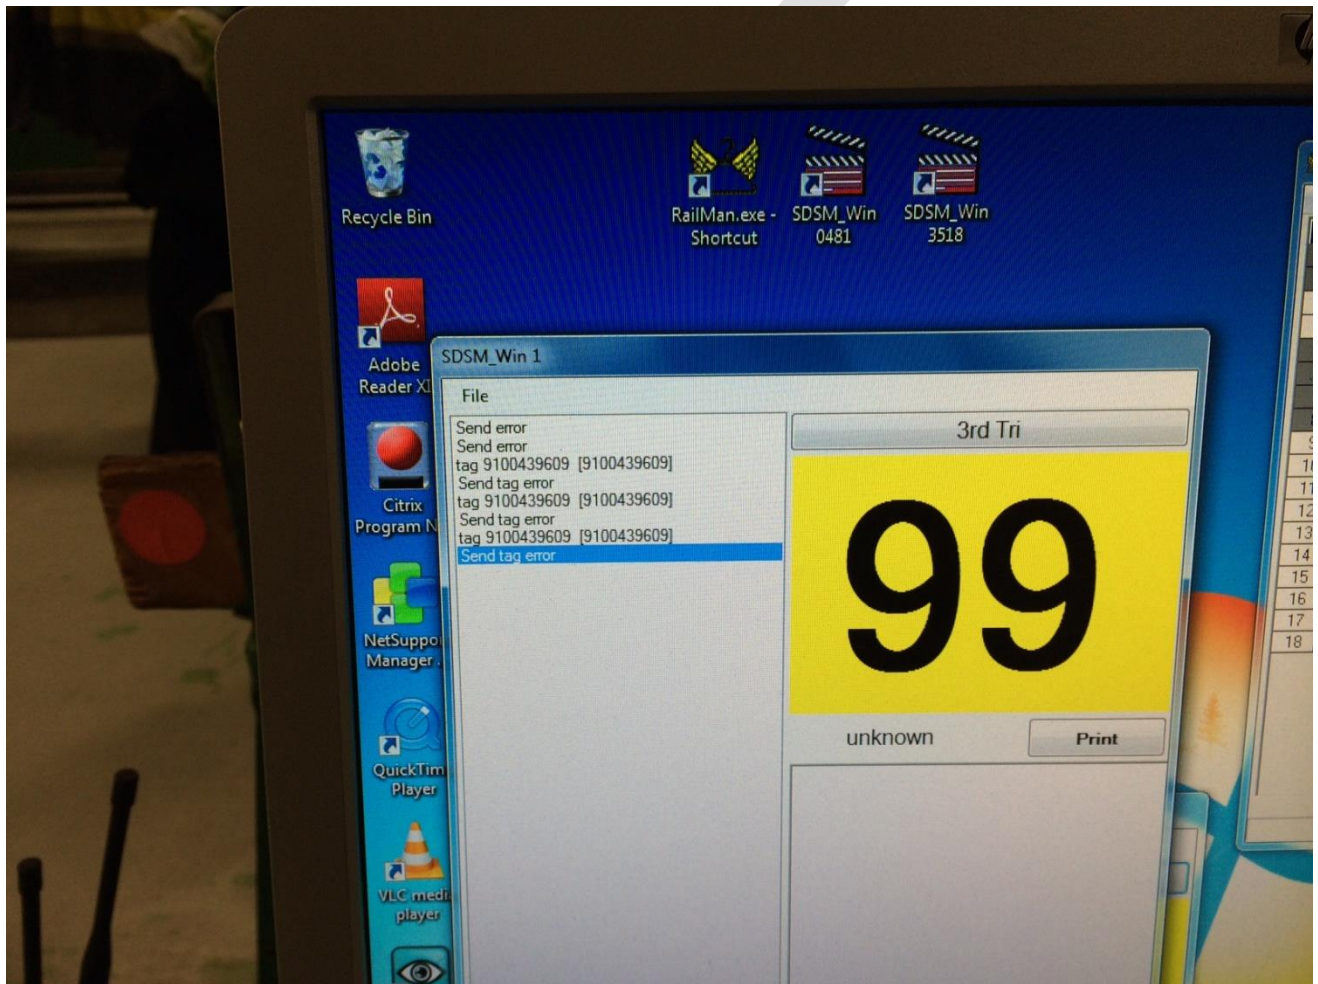 Recycle Bin
RailMan.exe -
Shortcut
SDSM_Win
0481
SDSM_Win
3518
Adobe
Reader XI
Citrix
Program N
NetSuppo
Manager .
QuickTim
Player
VLC medi
player
SDSM_Win 1
File
Send error
Send error
tag 9100439609 [9100439609]
Send tag error
tag 9100439609 [9100439609]
Send tag error
tag 9100439609 [9100439609]
Send tag error
3rd Tri
99
unknown
Print
10
11
12
13
14
15
16
17
18